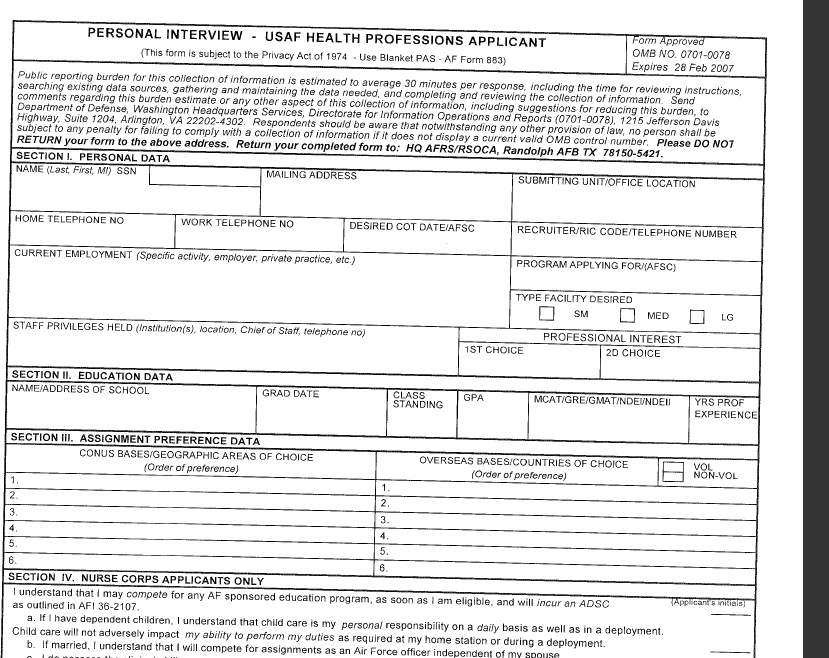 PERSONAL INTERVIEW - USAF HEALTH PROFESSIONS APPLICANT
(This form is subject to the Privacy Act of 1974 - Use Blanket PAS - AF Form 883)
Form Approved
OMB NO. 0701-0078
Expires 28 Feb 2007
Public reporting burden for this collection of information is estimated to average 30 minutes per response, including the time for reviewing instructions,
searching existing data sources, gathering and maintaining the data needed, and completing and reviewing the collection of information. Send
comments regarding this burden estimate or any other aspect of this collection of information, including suggestions for reducing this burden, to
Department of Defense, Washington Headquarters Services, Directorate for Information Operations and Reports (0701-0078), 1215 Jefferson Davis
Highway, Suite 1204, Arlington, VA 22202-4302. Respondents should be aware that notwithstanding any other provision of law, no person shall be
subject to any penalty for failing to comply with a collection of information if it does not display a current valid OMB control number. Please DO NOT
RETURN your form to the above address. Return your completed form to: HQ AFRS/RSOCA, Randolph AFB TX 78150-5421.
SECTION I. PERSONAL DATA
NAME (Last, First, MI) SSN
MAILING ADDRESS
SUBMITTING UNIT/OFFICE LOCATION
HOME TELEPHONE NO
WORK TELEPHONE NO
DESIRED COT DATE/AFSC
RECRUITER/RIC CODE/TELEPHONE NUMBER
CURRENT EMPLOYMENT (Specific activity, employer, private practice, etc.)
PROGRAM APPLYING FOR/(AFSC)
TYPE FACILITY DESIRED
SM MED LG
STAFF PRIVILEGES HELD (Institution(s), location, Chief of Staff, telephone no)
PROFESSIONAL INTEREST
1ST CHOICE
2D CHOICE
SECTION II. EDUCATION DATA
NAME/ADDRESS OF SCHOOL
GRAD DATE
CLASS
STANDING
GPA
MCAT/GRE/GMAT/NDEI/NDEII
YRS PROF
EXPERIENCE
SECTION III. ASSIGNMENT PREFERENCE DATA
CONUS BASES/GEOGRAPHIC AREAS OF CHOICE
(Order of preference)
OVERSEAS BASES/COUNTRIES OF CHOICE
(Order of preference)
VOL
NON-VOL
1.
2.
3.
4.
5.
6.
1.
2.
3.
4.
5.
6.
SECTION IV. NURSE CORPS APPLICANTS ONLY
I understand that I may compete for any AF sponsored education program, as soon as I am eligible, and will incur an ADSC
(Applicant's initials)
as outlined in AFI 36-2107.
a. If I have dependent children, I understand that child care is my personal responsibility on a daily basis as well as in a deployment.
Child care will not adversely impact my ability to perform my duties as required at my home station or during a deployment.
b. If married, I understand that I will compete for assignments as an Air Force officer independent of my spouse